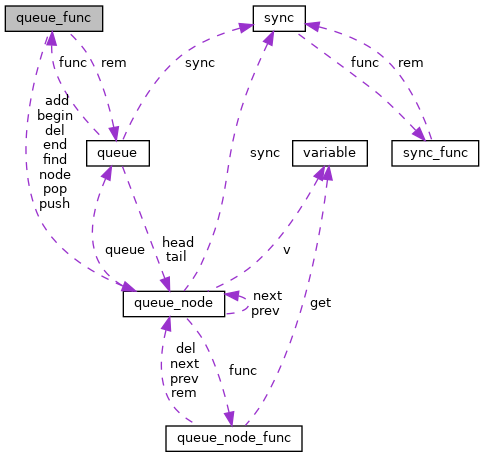 queue_func
sync
func
rem
sync
func
rem
add
begin
del
end
find
node
pop
push
queue
sync
variable
sync_func
queue
head
tail
v
queue_node
next
prev
get
del
next
prev
rem
func
queue_node_func